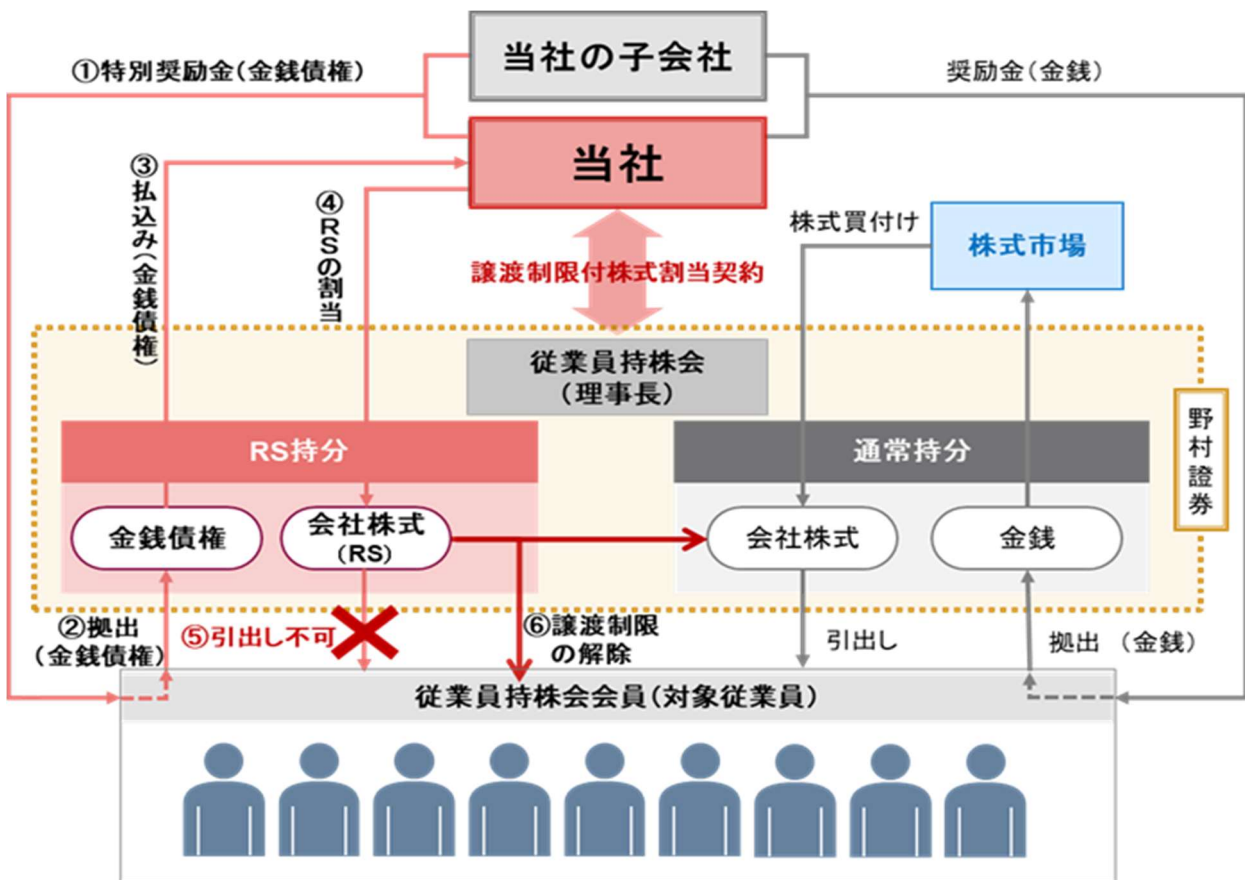 当社の子会社
①特別奨励金(金銭債権)
奨励金(金銭)
当社
③払込み(金銭債権)
④RSの割当
株式買付け
株式市場
譲渡制限付株式割当契約
従業員持株会
(理事長)
野村證券
RS持分
通常持分
金銭債権
会社株式
(RS)
会社株式
金銭
②拠出
(金銭債権)
⑤引出し不可
⑥譲渡制限
の解除
引出し
拠出 (金銭)
従業員持株会会員(対象従業員)